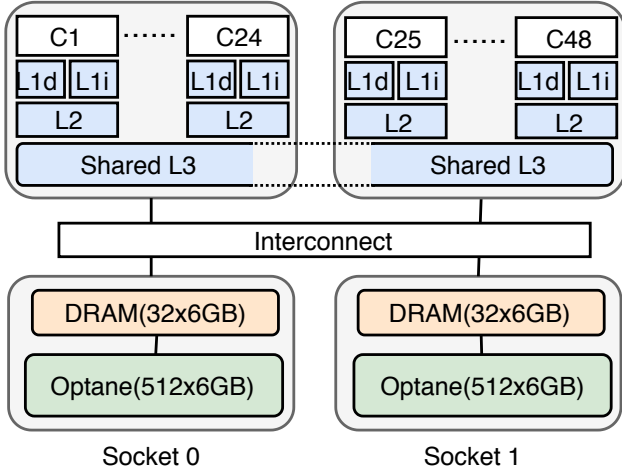 C1 ...... C24
L1d L1i L1d L1i
L2 L2
Shared L3
C25 ...... C48
L1d L1i L1d L1i
L2 L2
Shared L3
Interconnect
DRAM(32x6GB)
Optane(512x6GB)
Socket 0
DRAM(32x6GB)
Optane(512x6GB)
Socket 1